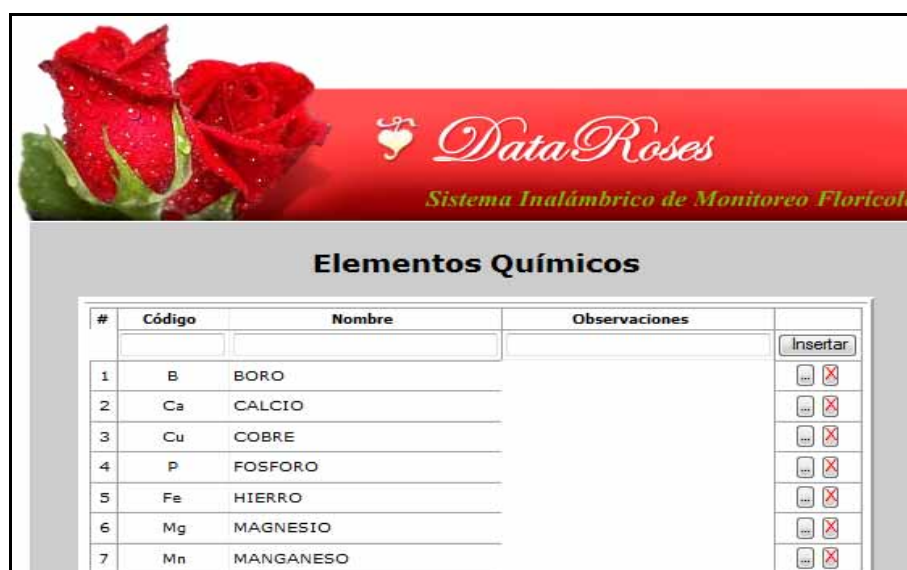 DataRoses
Sistema Inalámbrico de Monitoreo Floríco
Elementos Químicos
# Código Nombre Observaciones
Insertar
1 B BORO ... X
2 Ca CALCIO ... X
3 Cu COBRE ... X
4 P FOSFORO ... X
5 Fe HIERRO ... X
6 Mg MAGNESIO ... X
7 Mn MANGANESO ... X